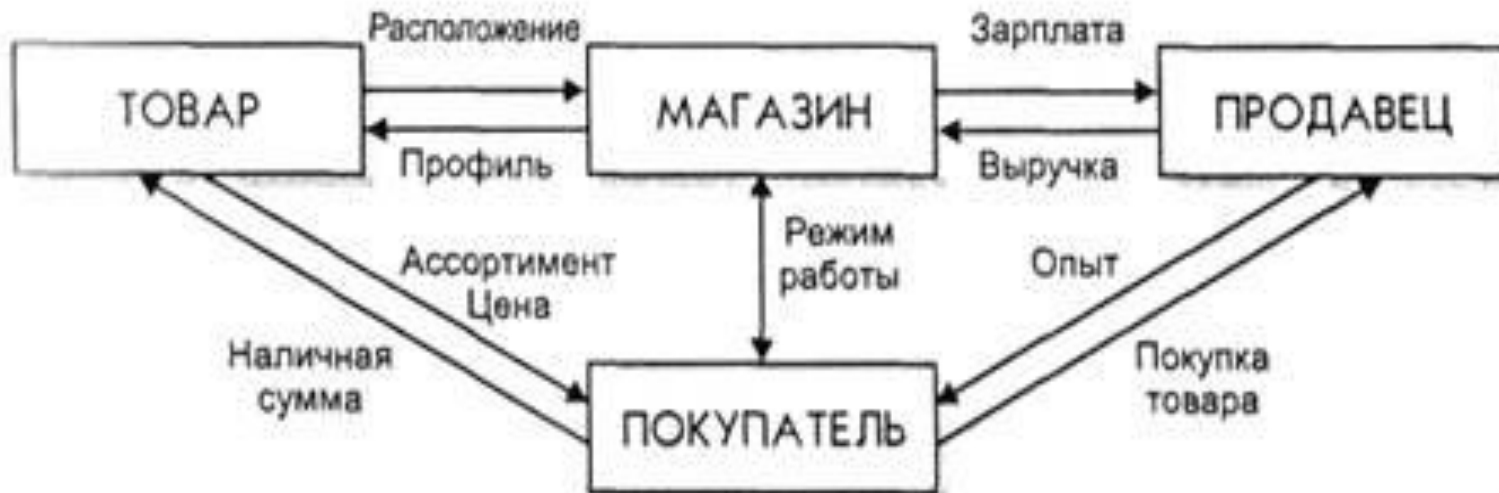 Расположение
Зарплата
ТОВАР
МАГАЗИН
ПРОДАВЕЦ
Профиль
Выручка
Ассортимент
Цена
Режим
работы
Опыт
Наличная
сумма
Покупка
товара
ПОКУПАТЕЛЬ